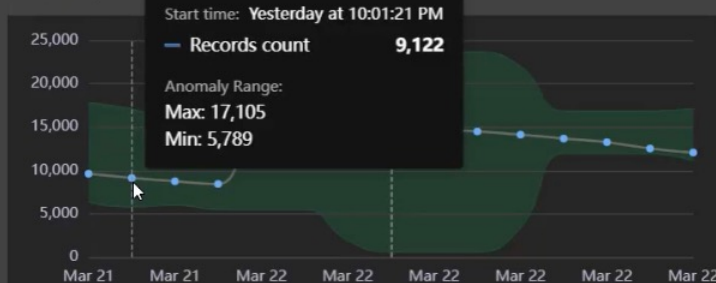 Start time: Yesterday at 10:01:21 PM
Records count 9,122
Anomaly Range:
Max: 17,105
Min: 5,789
25,000
20,000
15,000
10,000
5,000
0
Mar 21 Mar 21 Mar 22 Mar 22 Mar 22 Mar 22 Mar 22 Mar 22